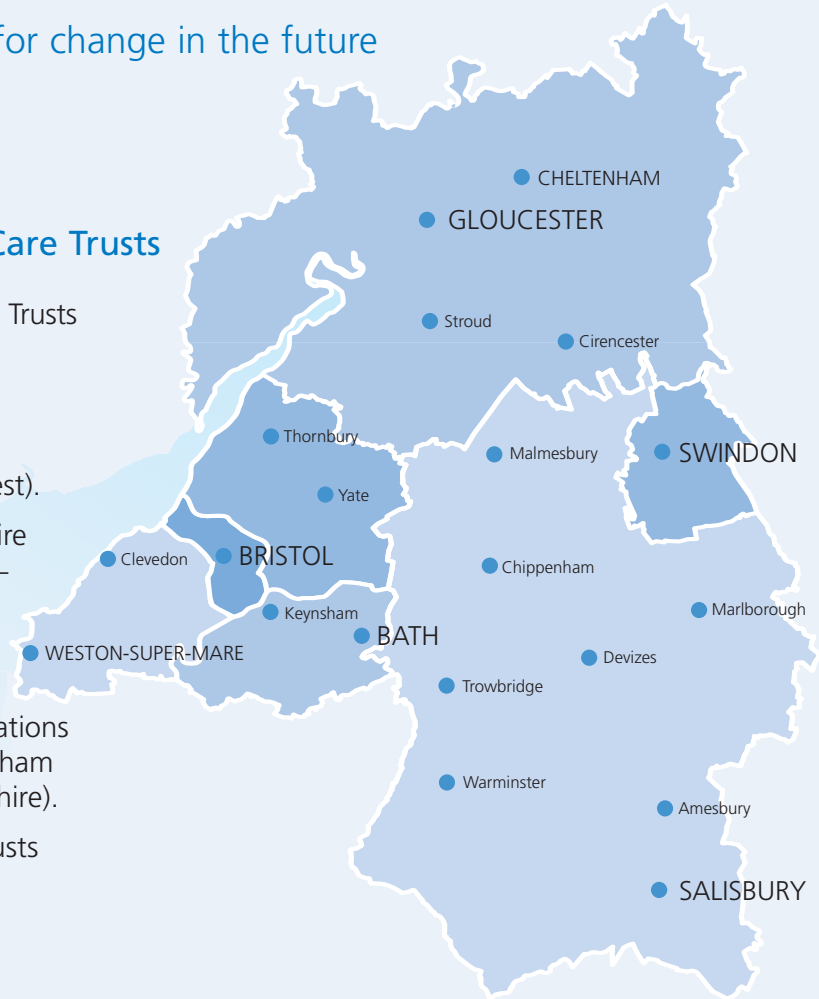 for change in the future
Care Trusts
Trusts
est).
ire
–
ations
ham
hire).
usts
CHELTENHAM
GLOUCESTER
Stroud
Cirencester
Thornbury
Malmesbury
SWINDON
Yate
Clevedon
BRISTOL
Chippenham
Keynsham
Marlborough
BATH
WESTON-SUPER-MARE
Devizes
Trowbridge
Warminster
Amesbury
SALISBURY